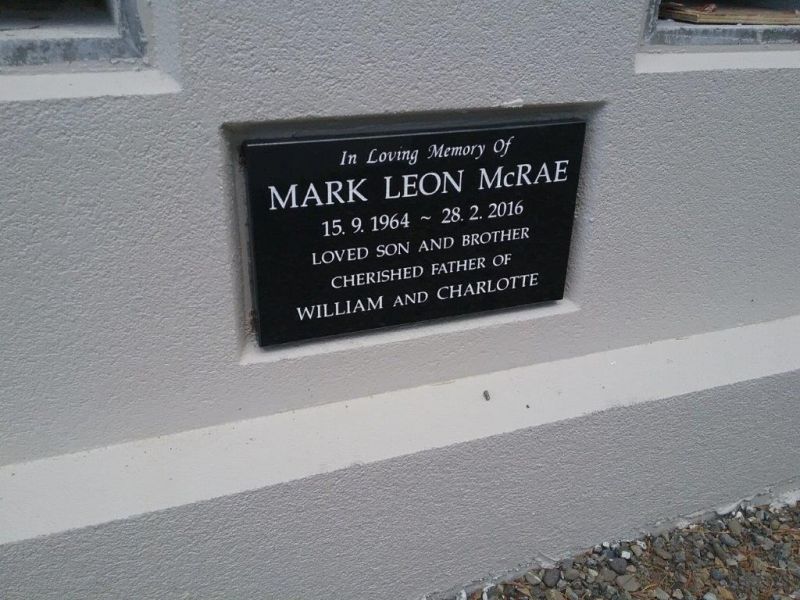 In Loving Memory Of
MARK LEON McRAE
15. 9. 1964 ~ 28. 2. 2016
LOVED SON AND BROTHER
CHERISHED FATHER OF
WILLIAM AND CHARLOTTE